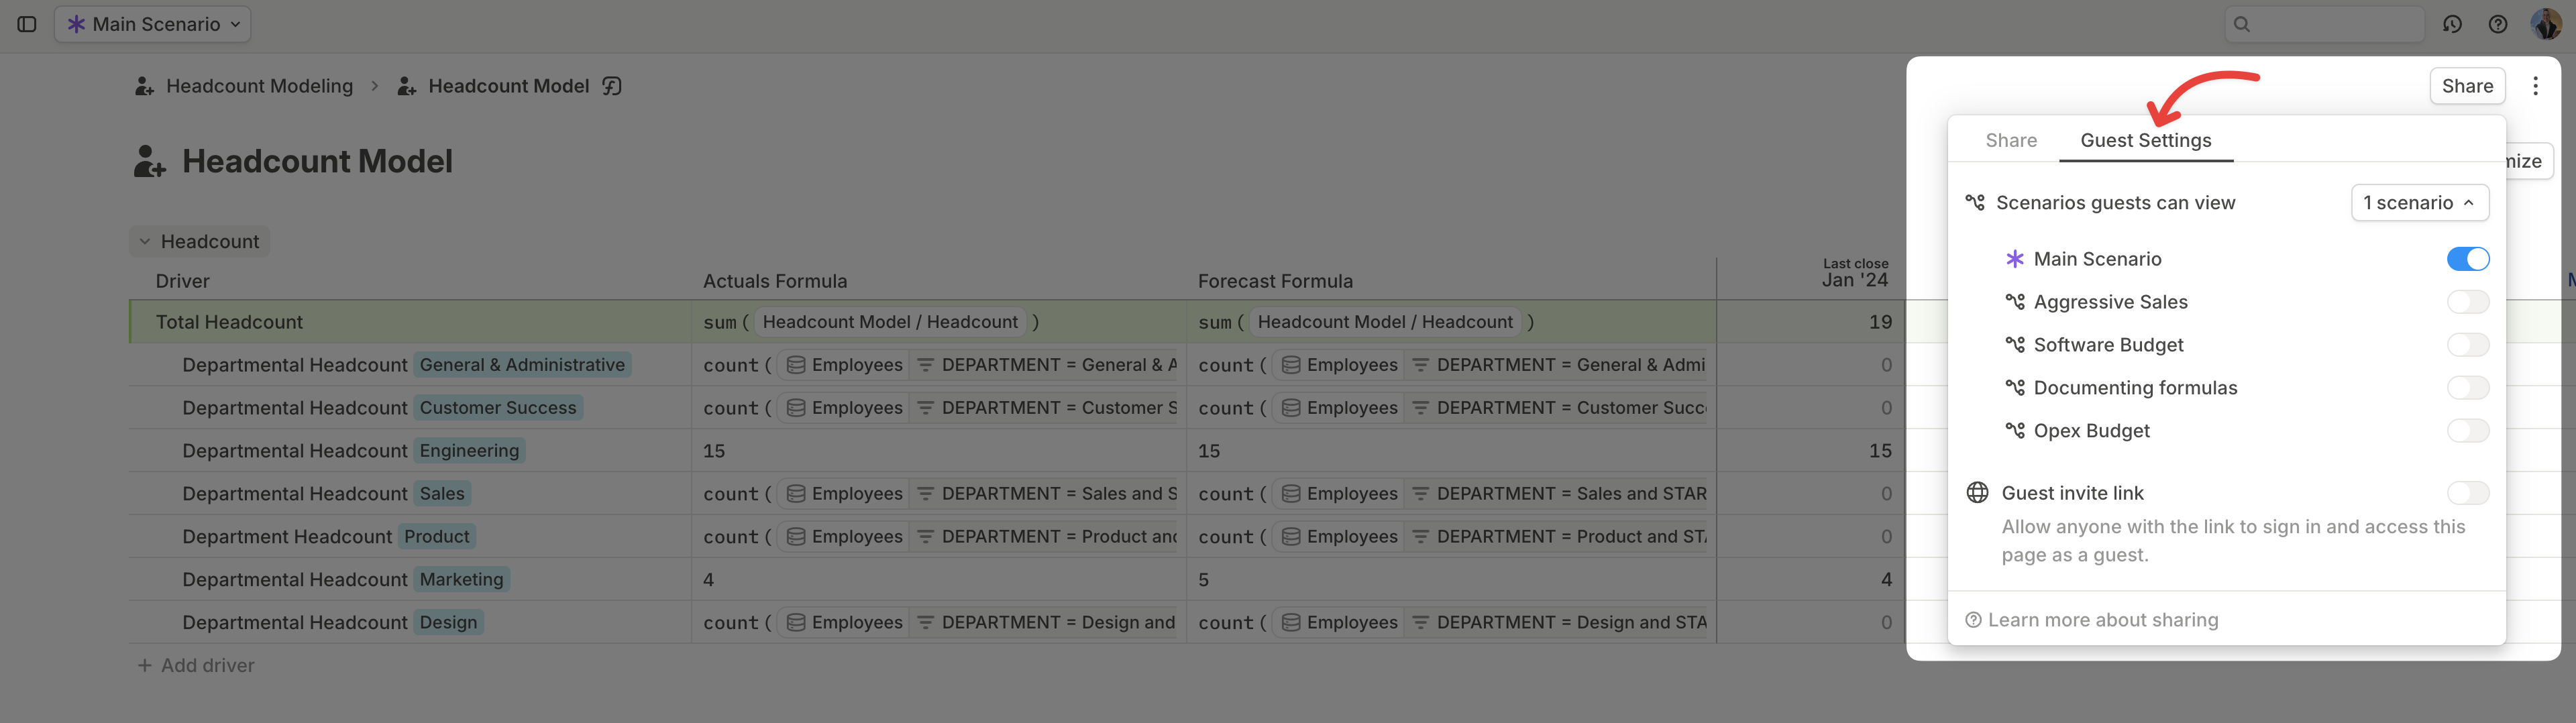 Main Scenario
Headcount Modeling > Headcount Model
Share
Headcount Model
mize
Headcount
Driver Actuals Formula Forecast Formula Last close Jan '24
Total Headcount sum ( Headcount Model / Headcount ) sum ( Headcount Model / Headcount ) 19
Departmental Headcount General & Administrative count ( Employees DEPARTMENT = General & A count ( Employees DEPARTMENT = General & Admi 0
Departmental Headcount Customer Success count ( Employees DEPARTMENT = Customer S count ( Employees DEPARTMENT = Customer Succ 0
Departmental Headcount Engineering 15 15 15
Departmental Headcount Sales count ( Employees DEPARTMENT = Sales and S count ( Employees DEPARTMENT = Sales and STAR 0
Department Headcount Product count ( Employees DEPARTMENT = Product and count ( Employees DEPARTMENT = Product and STA 0
Departmental Headcount Marketing 4 5 4
Departmental Headcount Design count ( Employees DEPARTMENT = Design and count ( Employees DEPARTMENT = Design and STA 0
+ Add driver
Share Guest Settings
Scenarios guests can view 1 scenario
Main Scenario
Aggressive Sales
Software Budget
Documenting formulas
Opex Budget
Guest invite link
Allow anyone with the link to sign in and access this
page as a guest.
Learn more about sharing